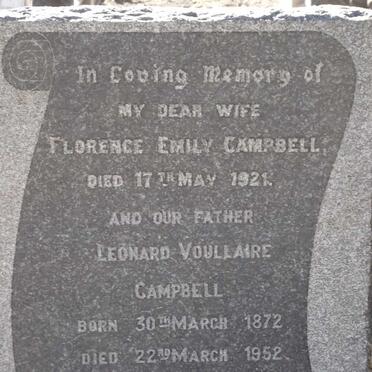 In Loving Memory of
MY DEAR WIFE
FLORENCE EMILY CAMPBELL,
DIED 17TH MAY 1921.
AND OUR FATHER
LEONARD VOULLAIRE
CAMPBELL
BORN 30TH MARCH 1872
DIED 22ND MARCH 1952.